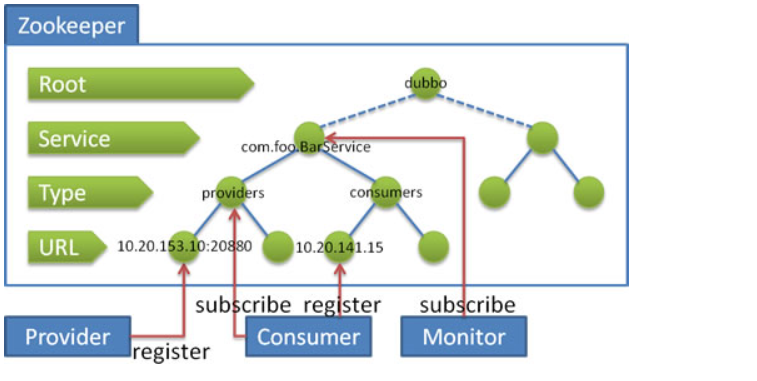 Zookeeper
Root
dubbo
Service
com.foo.BarService
Type
providers
consumers
URL
10.20.153.10:20880
10.20.141.15
subscribe
register
subscribe
Provider
register
Consumer
Monitor